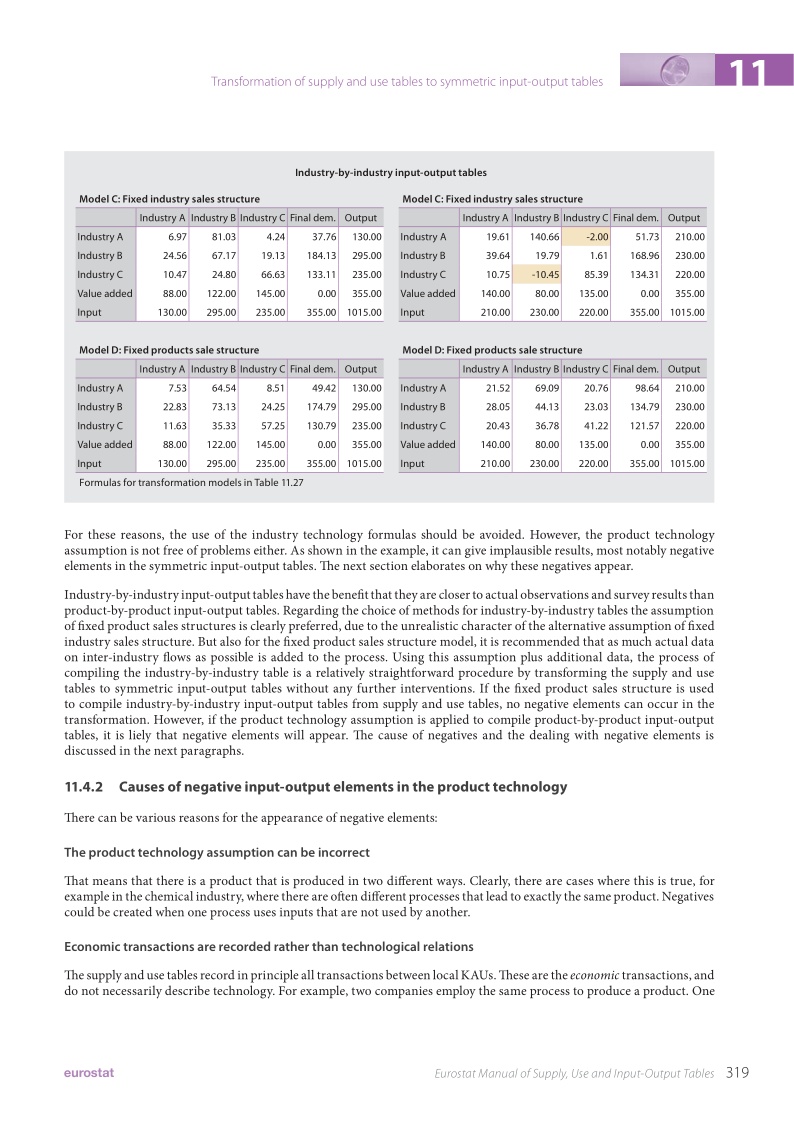 Transformation of supply and use tables to symmetric input-output tables
11
Industry-by-industry input-output tables
Model C: Fixed industry sales structure
Industry A Industry B Industry C Final dem. Output
Industry A 6.97 81.03 4.24 37.76 130.00
Industry B 24.56 67.17 19.13 184.13 295.00
Industry C 10.47 24.80 66.63 133.11 235.00
Value added 88.00 122.00 145.00 0.00 355.00
Input 130.00 295.00 235.00 355.00 1015.00
Model C: Fixed industry sales structure
Industry A Industry B Industry C Final dem. Output
Industry A 19.61 140.66 -2.00 51.73 210.00
Industry B 39.64 19.79 1.61 168.96 230.00
Industry C 10.75 -10.45 85.39 134.31 220.00
Value added 140.00 80.00 135.00 0.00 355.00
Input 210.00 230.00 220.00 355.00 1015.00
Model D: Fixed products sale structure
Industry A Industry B Industry C Final dem. Output
Industry A 7.53 64.54 8.51 49.42 130.00
Industry B 22.83 73.13 24.25 174.79 295.00
Industry C 11.63 35.33 57.25 130.79 235.00
Value added 88.00 122.00 145.00 0.00 355.00
Input 130.00 295.00 235.00 355.00 1015.00
Model D: Fixed products sale structure
Industry A Industry B Industry C Final dem. Output
Industry A 21.52 69.09 20.76 98.64 210.00
Industry B 28.05 44.13 23.03 134.79 230.00
Industry C 20.43 36.78 41.22 121.57 220.00
Value added 140.00 80.00 135.00 0.00 355.00
Input 210.00 230.00 220.00 355.00 1015.00
Formulas for transformation models in Table 11.27
For these reasons, the use of the industry technology formulas should be avoided. However, the product technology
assumption is not free of problems either. As shown in the example, it can give implausible results, most notably negative
elements in the symmetric input-output tables. The next section elaborates on why these negatives appear.
Industry-by-industry input-output tables have the benefit that they are closer to actual observations and survey results than
product-by-product input-output tables. Regarding the choice of methods for industry-by-industry tables the assumption
of fixed product sales structures is clearly preferred, due to the unrealistic character of the alternative assumption of fixed
industry sales structure. But also for the fixed product sales structure model, it is recommended that as much actual data
on inter-industry flows as possible is added to the process. Using this assumption plus additional data, the process of
compiling the industry-by-industry table is a relatively straightforward procedure by transforming the supply and use
tables to symmetric input-output tables without any further interventions. If the fixed product sales structure is used
to compile industry-by-industry input-output tables from supply and use tables, no negative elements can occur in the
transformation. However, if the product technology assumption is applied to compile product-by-product input-output
tables, it is liely that negative elements will appear. The cause of negatives and the dealing with negative elements is
discussed in the next paragraphs.
11.4.2 Causes of negative input-output elements in the product technology
There can be various reasons for the appearance of negative elements:
The product technology assumption can be incorrect
That means that there is a product that is produced in two different ways. Clearly, there are cases where this is true, for
example in the chemical industry, where there are often different processes that lead to exactly the same product. Negatives
could be created when one process uses inputs that are not used by another.
Economic transactions are recorded rather than technological relations
The supply and use tables record in principle all transactions between local KAUs. These are the economic transactions, and
do not necessarily describe technology. For example, two companies employ the same process to produce a product. One
eurostat
Eurostat Manual of Supply, Use and Input-Output Tables 319